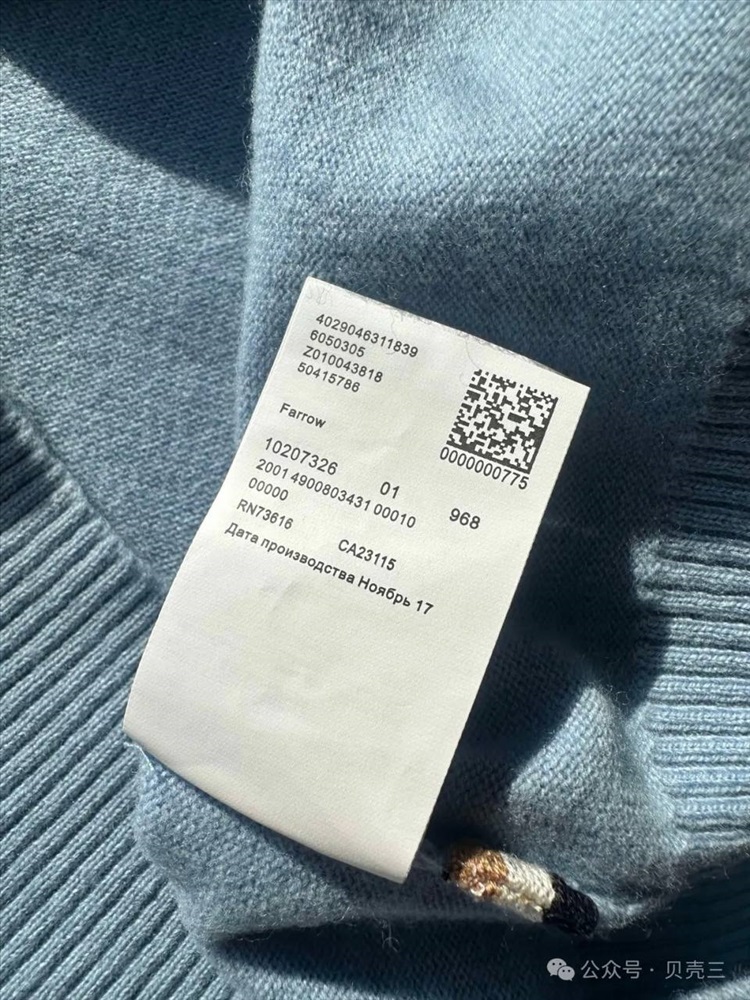 4029046311839
6050305
Z010043818
50415786
Farrow
0000000775
10207326 01 968
2001 4900803431 00010
00000
RN73616 CA23115
Дата производства Ноябрь 17
公众号 · 贝壳三